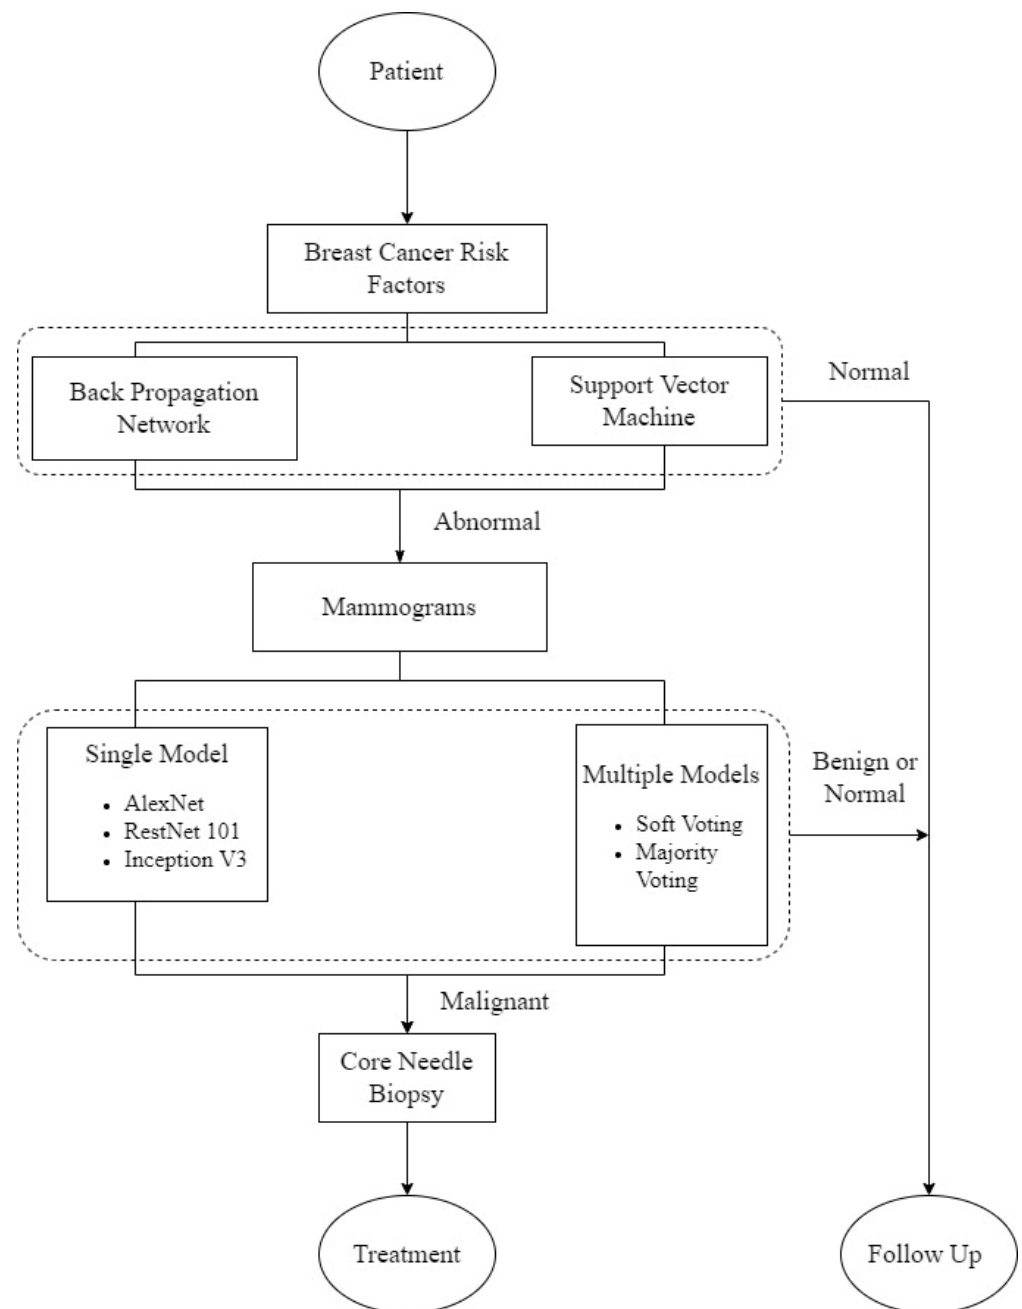 Patient
Breast Cancer Risk
Factors
Back Propagation
Network
Support Vector
Machine
Normal
Abnormal
Mammograms
Single Model
• AlexNet
• RestNet 101
• Inception V3
Multiple Models
• Soft Voting
• Majority
Voting
Benign or
Normal
Malignant
Core Needle
Biopsy
Treatment
Follow Up